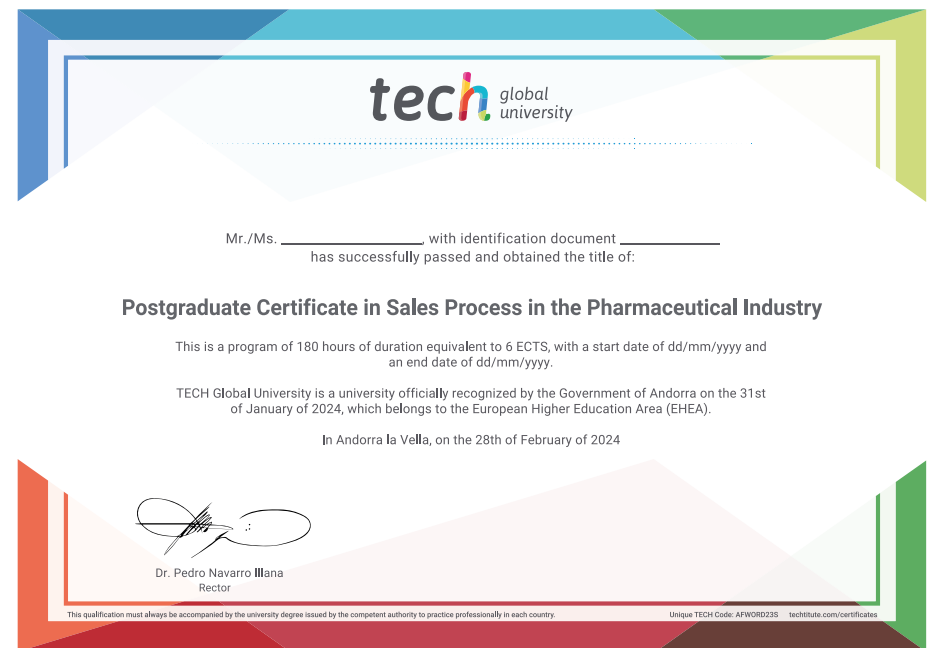 tech global university
Mr./Ms. ________________, with identification document ____________
has successfully passed and obtained the title of:
Postgraduate Certificate in Sales Process in the Pharmaceutical Industry
This is a program of 180 hours of duration equivalent to 6 ECTS, with a start date of dd/mm/yyyy and
an end date of dd/mm/yyyy.
TECH Global University is a university officially recognized by the Government of Andorra on the 31st
of January of 2024, which belongs to the European Higher Education Area (EHEA).
In Andorra la Vella, on the 28th of February of 2024
Dr. Pedro Navarro Illana
Rector
This qualification must always be accompanied by the university degree issued by the competent authority to practice professionally in each country.
Unique TECH Code: AFWORD23S techtitute.com/certificates